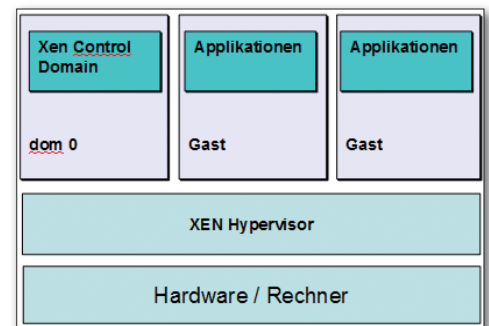 Xen Control
Domain
dom 0
Applikationen
Gast
Applikationen
Gast
XEN Hypervisor
Hardware / Rechner